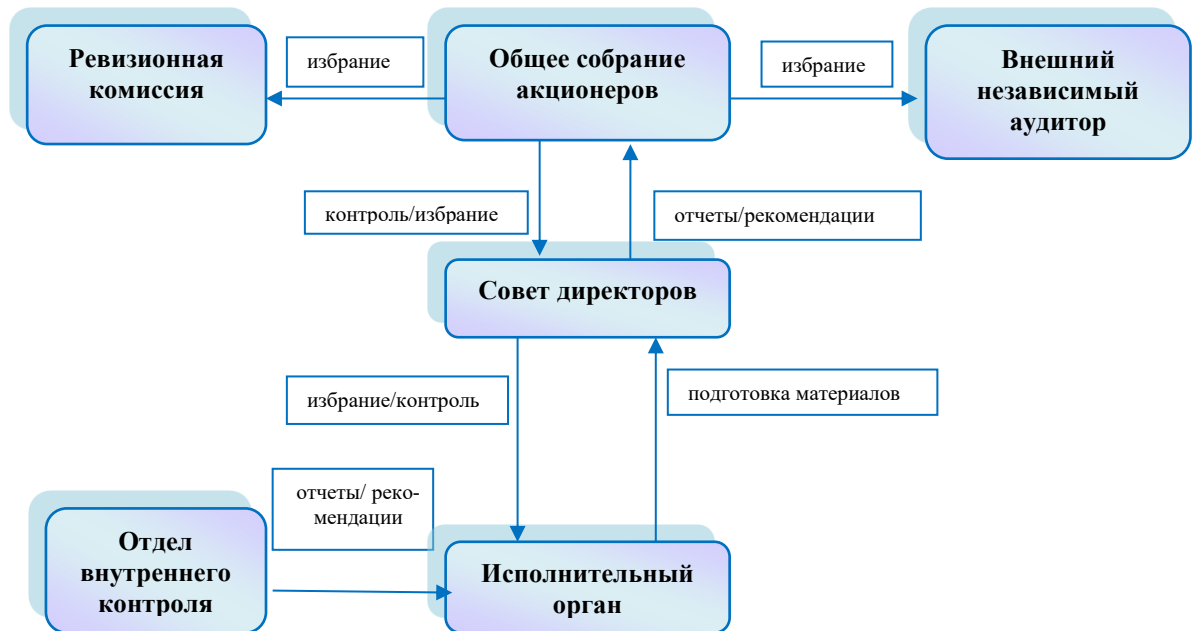 Ревизионная
комиссия
избрание
Общее собрание
акционеров
избрание
Внешний
независимый
аудитор
контроль/избрание
отчеты/рекомендации
Совет директоров
избрание/контроль
подготовка материалов
отчеты/ реко-
мендации
Отдел
внутреннего
контроля
Исполнительный
орган